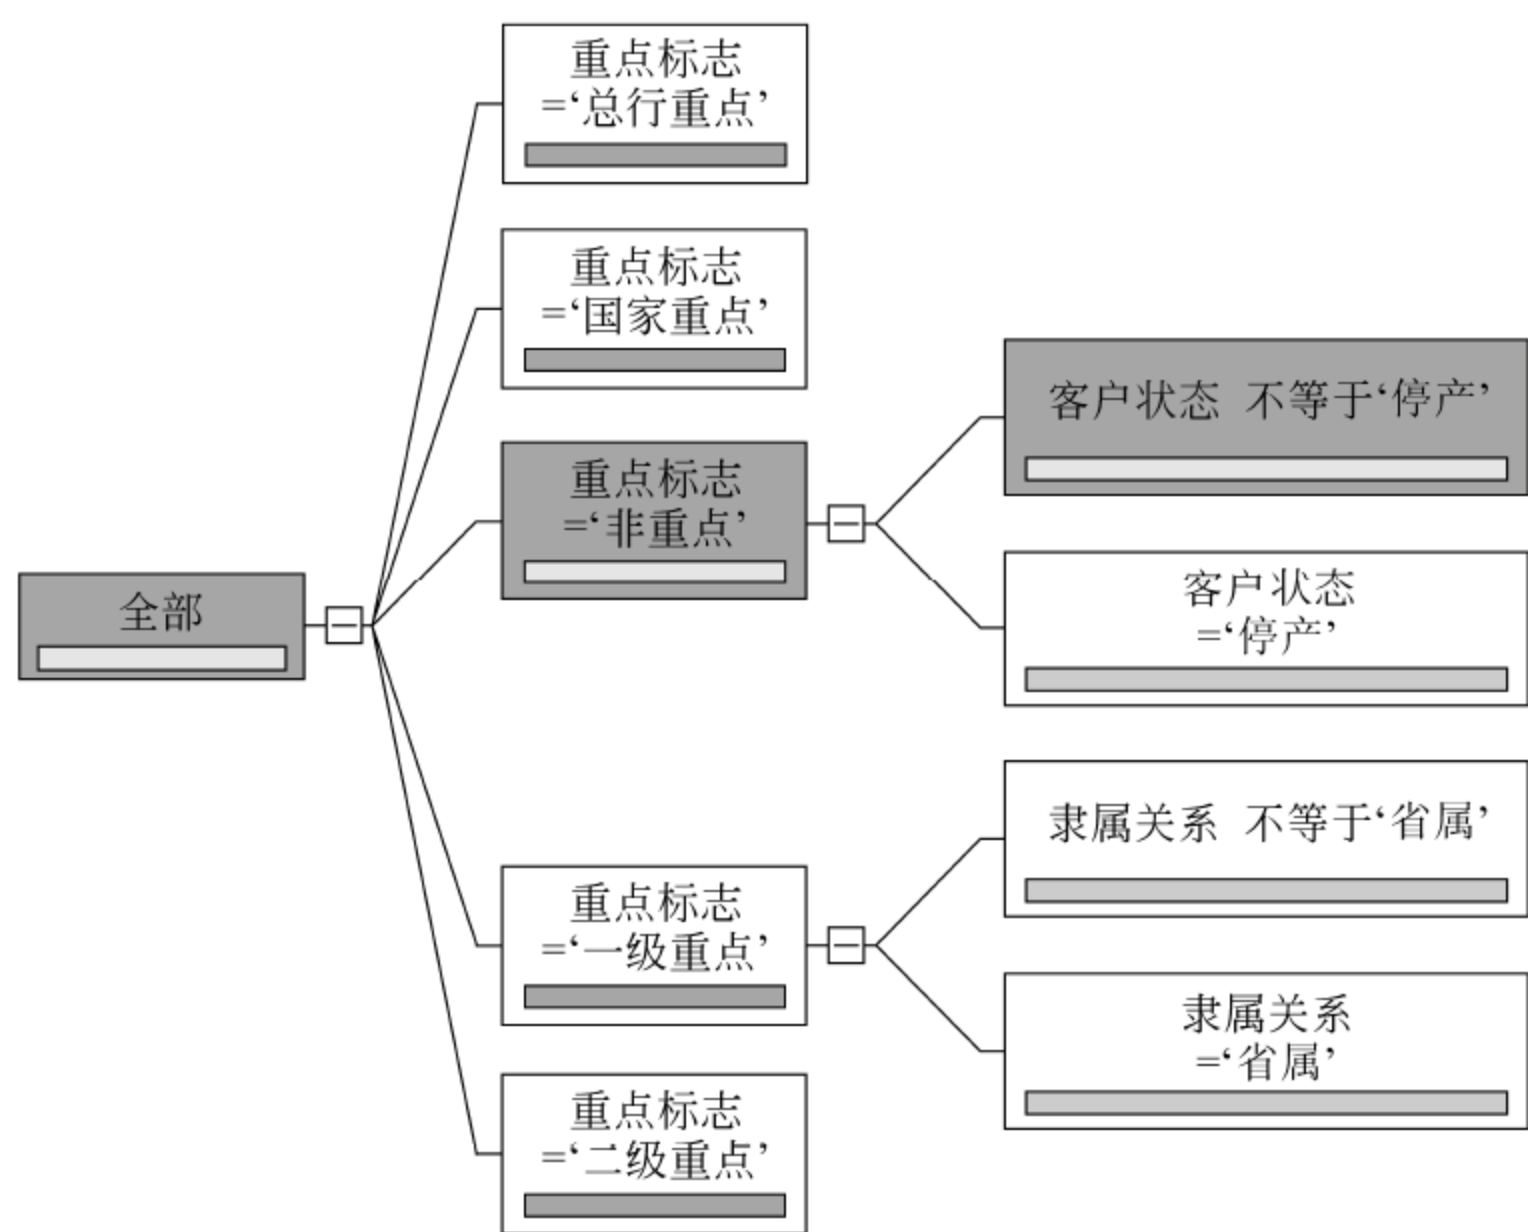 重点标志
=‘总行重点’
重点标志
=‘国家重点’
重点标志
=‘非重点’
客户状态 不等于‘停产’
客户状态
=‘停产’
全部
重点标志
=‘一级重点’
隶属关系 不等于‘省属’
隶属关系
=‘省属’
重点标志
=‘二级重点’